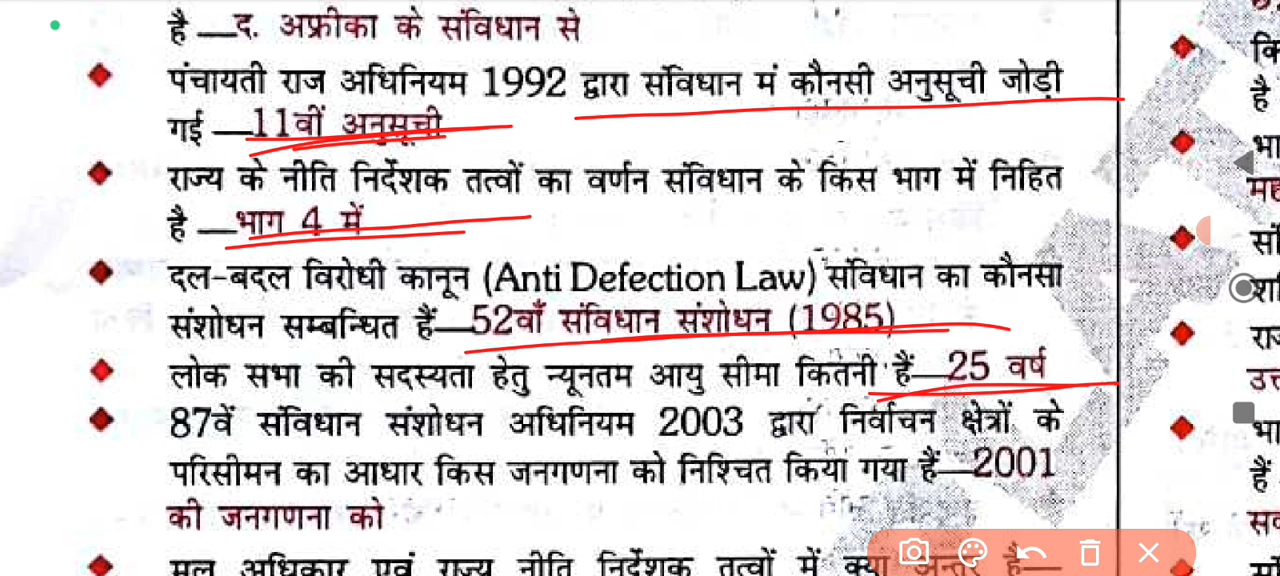 है—द. अफ्रीका के संविधान से
पंचायती राज अधिनियम 1992 द्वारा संविधान मं कौनसी अनुसूची जोड़ी
गई —11वीं अनुसूची
राज्य के नीति निर्देशक तत्वों का वर्णन संविधान के किस भाग में निहित
है —भाग 4 में
दल-बदल विरोधी कानून (Anti Defection Law) संविधान का कौनसा
संशोधन सम्बन्धित हैं—52वाँ संविधान संशोधन (1985)
लोक सभा की सदस्यता हेतु न्यूनतम आयु सीमा कितनी हैं—25 वर्ष
87वें संविधान संशोधन अधिनियम 2003 द्वारा निर्वाचन क्षेत्रों के
परिसीमन का आधार किस जनगणना को निश्चित किया गया हैं—2001
की जनगणना को
मूल अधिकार एवं राज्य नीति निर्देशक तत्वों में क्या अन्तर है—